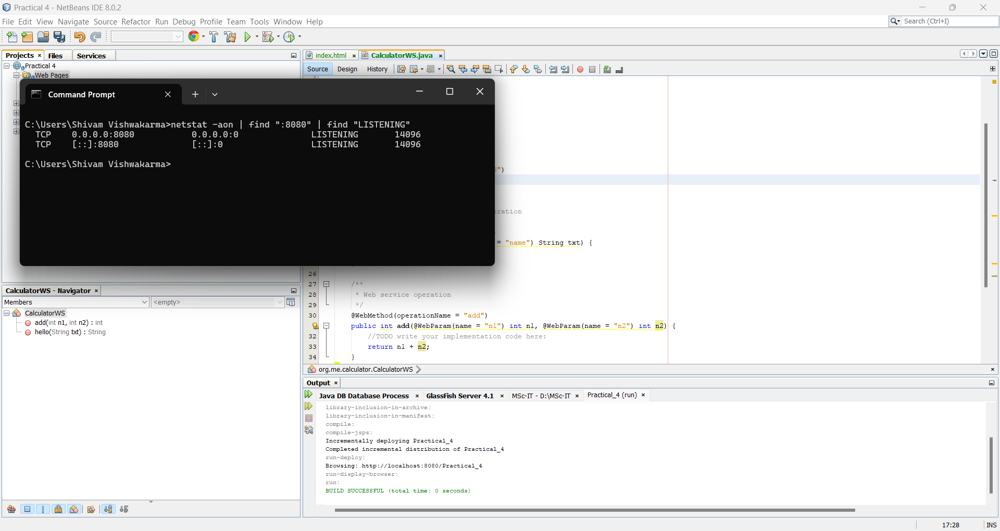 Practical 4 - NetBeans IDE 8.0.2
File Edit View Navigate Source Refactor Run Debug Profile Team Tools Window Help
Search (Ctrl+I)
Projects Files Services
Practical 4
Web Pages
Command Prompt
C:\Users\Shivam Vishwakarma>netstat -aon | find ":8080" | find "LISTENING"
TCP 0.0.0.0:8080 0.0.0.0:0 LISTENING 14096
TCP [::]:8080 [::]:0 LISTENING 14096
C:\Users\Shivam Vishwakarma>
index.html CalculatorWS.java
Source Design History
")
eration
= "name") String txt) {
26
27 /**
28 * Web service operation
29 */
30 @WebMethod(operationName = "add")
public int add(@WebParam(name = "n1") int n1, @WebParam(name = "n2") int n2) {
32 //TODO write your implementation code here:
33 return n1 + n2;
34 }
org.me.calculator.CalculatorWS
CalculatorWS - Navigator
Members <empty>
CalculatorWS
add(int n1, int n2) : int
hello(String txt) : String
Output
Java DB Database Process GlassFish Server 4.1 MSc-IT - D:\MSc-IT Practical_4 (run)
library-inclusion-in-archive:
library-inclusion-in-manifest:
compile:
compile-jsps:
Incrementally deploying Practical_4
Completed incremental distribution of Practical_4
run-deploy:
Browsing: http://localhost:8080/Practical_4
run-display-browser:
run:
BUILD SUCCESSFUL (total time: 0 seconds)
17:28 INS